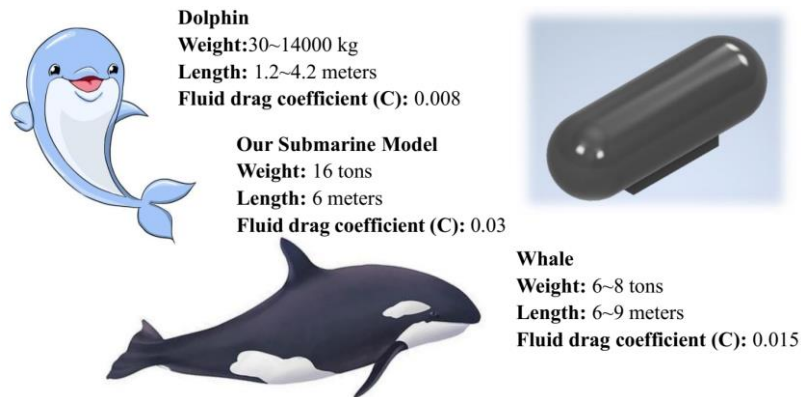 Dolphin
Weight:30~14000 kg
Length: 1.2~4.2 meters
Fluid drag coefficient (C): 0.008
Our Submarine Model
Weight: 16 tons
Length: 6 meters
Fluid drag coefficient (C): 0.03
Whale
Weight: 6~8 tons
Length: 6~9 meters
Fluid drag coefficient (C): 0.015